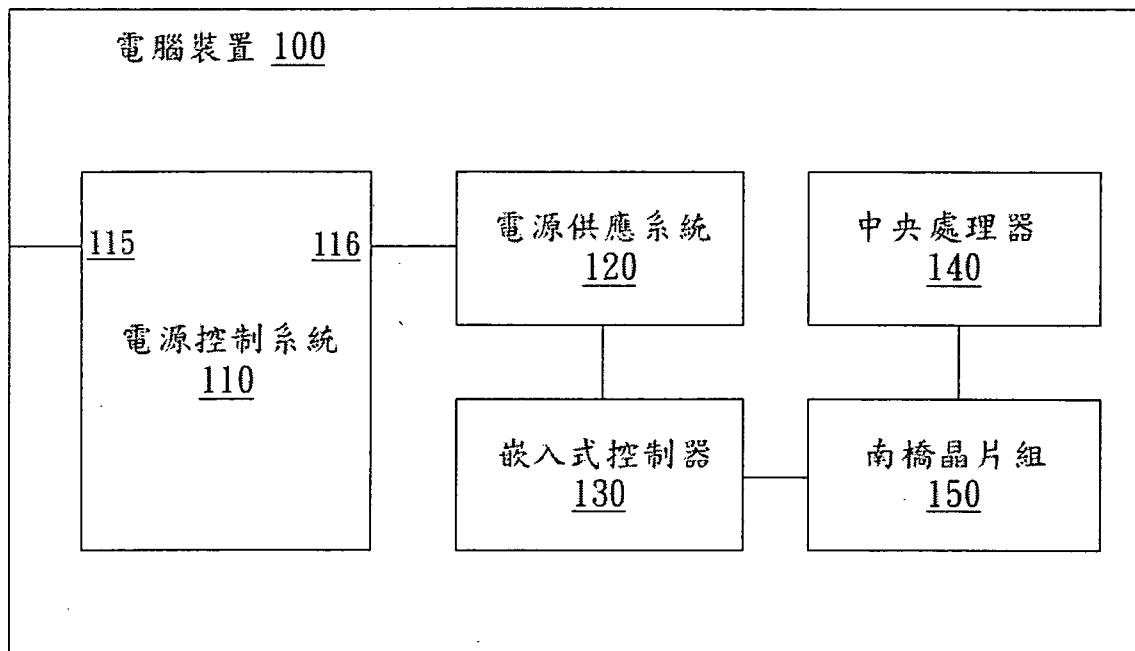 電腦裝置 100
115
116
電源控制系統
110
電源供應系統
120
中央處理器
140
嵌入式控制器
130
南橋晶片組
150